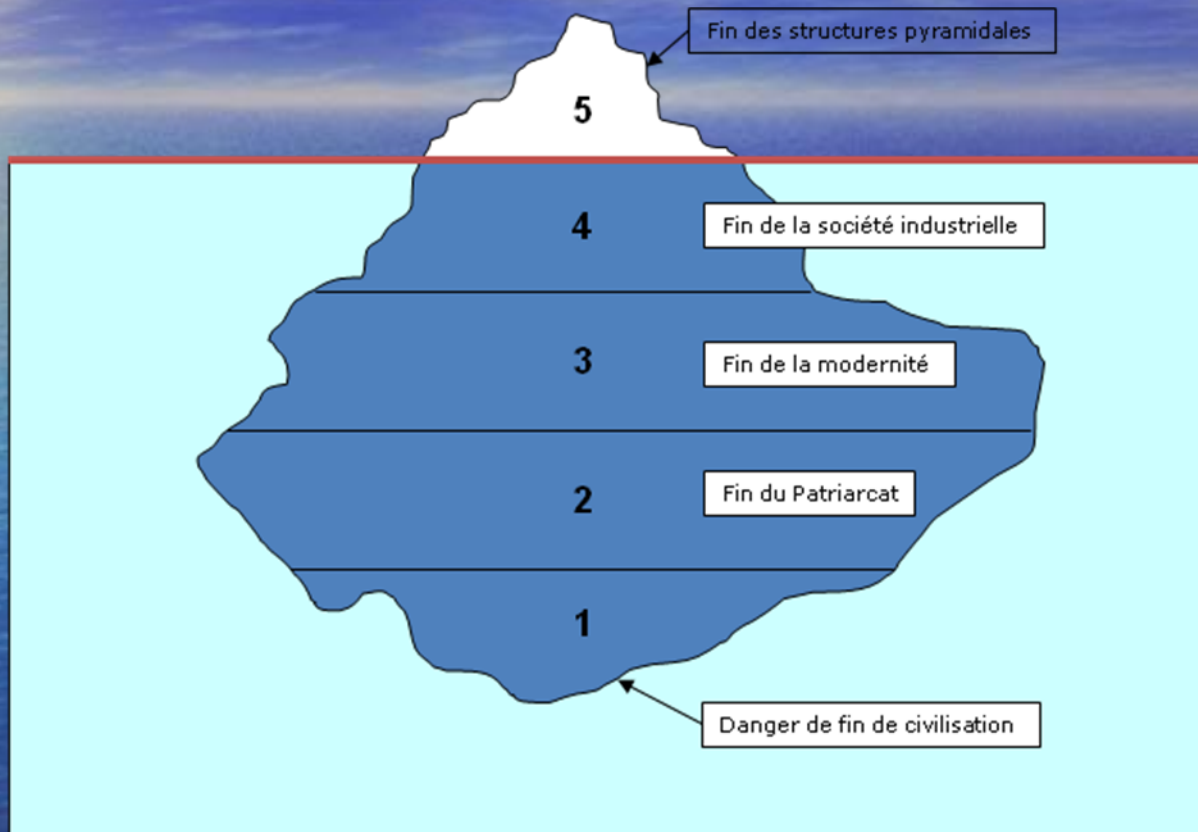 Fin des structures pyramidales
5
4
Fin de la société industrielle
3
Fin de la modernité
2
Fin du Patriarcat
1
Danger de fin de civilisation